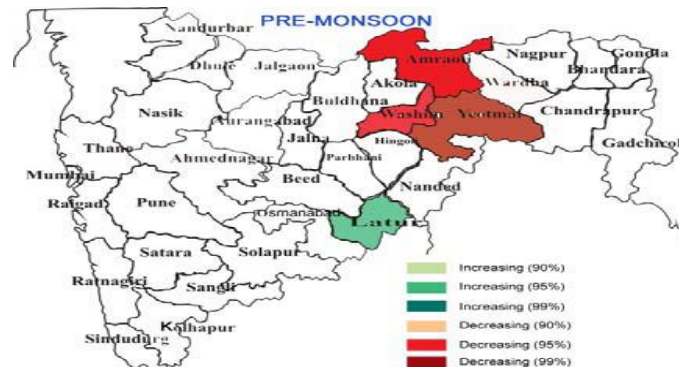 PRE-MONSOON
Nandurbar
Dhule
Jalgaon
Amraoti
Nagpur
Gondia
Bhandara
Akola
Wardha
Buldhana
Nasik
Aurangabad
Washim
Yeotmal
Chandrapur
Jalna
Hingoli
Thane
Ahmednagar
Parbhani
Gadchirol
Mumbai
Beed
Nanded
Raigad
Pune
Osmanabad
Latur
Satara
Solapur
Ratnagiri
Sangli
Kolhapur
Sindudurg
Increasing (90%)
Increasing (95%)
Increasing (99%)
Decreasing (90%)
Decreasing (95%)
Decreasing (99%)